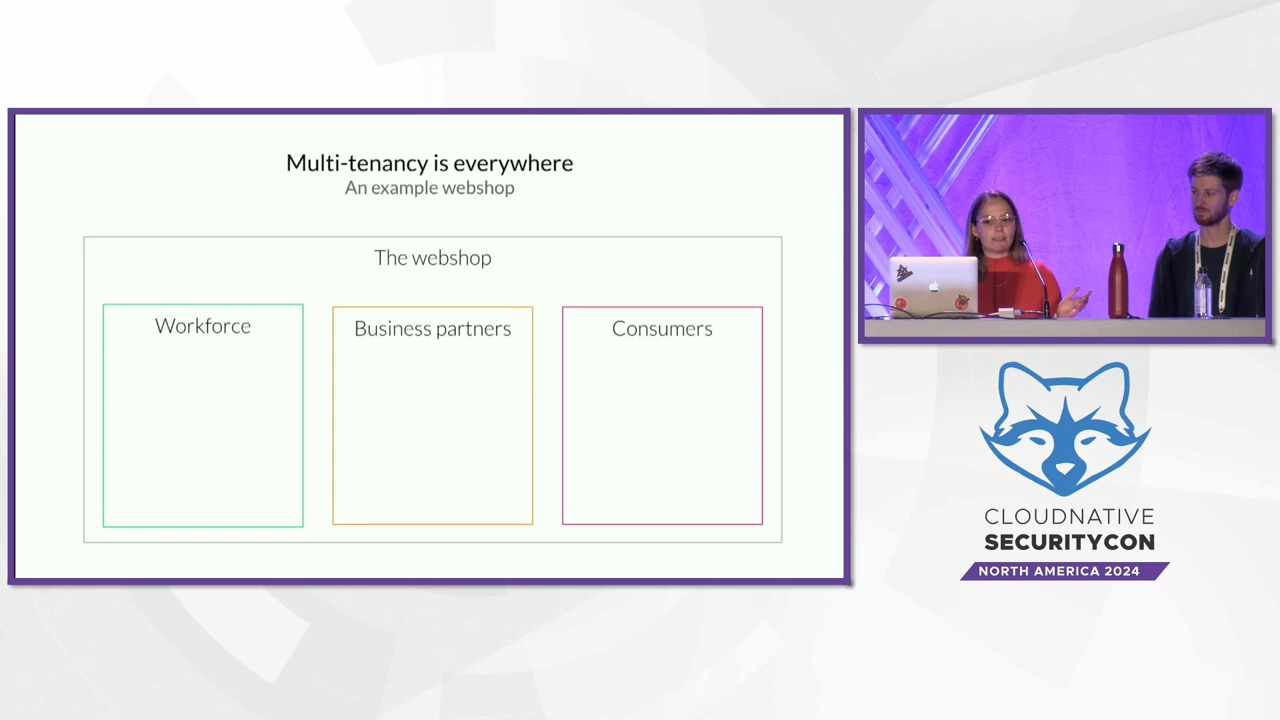 Multi-tenancy is everywhere
An example webshop
The webshop
Workforce
Business partners
Consumers
CLOUDNATIVE
SECURITYCON
NORTH AMERICA 2024